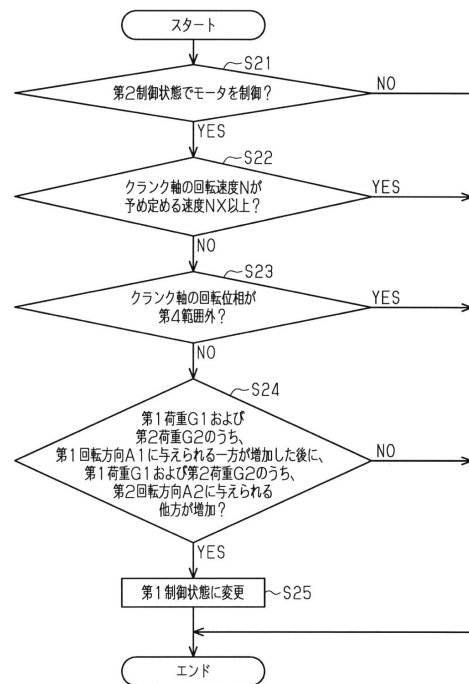 スタート
S21
第2制御状態でモータを制御?
NO
YES
S22
クランク軸の回転速度Nが
予め定める速度NX以上?
YES
NO
S23
クランク軸の回転位相が
第4範囲外?
YES
NO
S24
第1荷重G1および
第2荷重G2のうち、
第1回転方向A1に与えられる一方が増加した後に、
第1荷重G1および第2荷重G2のうち、
第2回転方向A2に与えられる
他方が増加?
NO
YES
第1制御状態に変更
S25
エンド